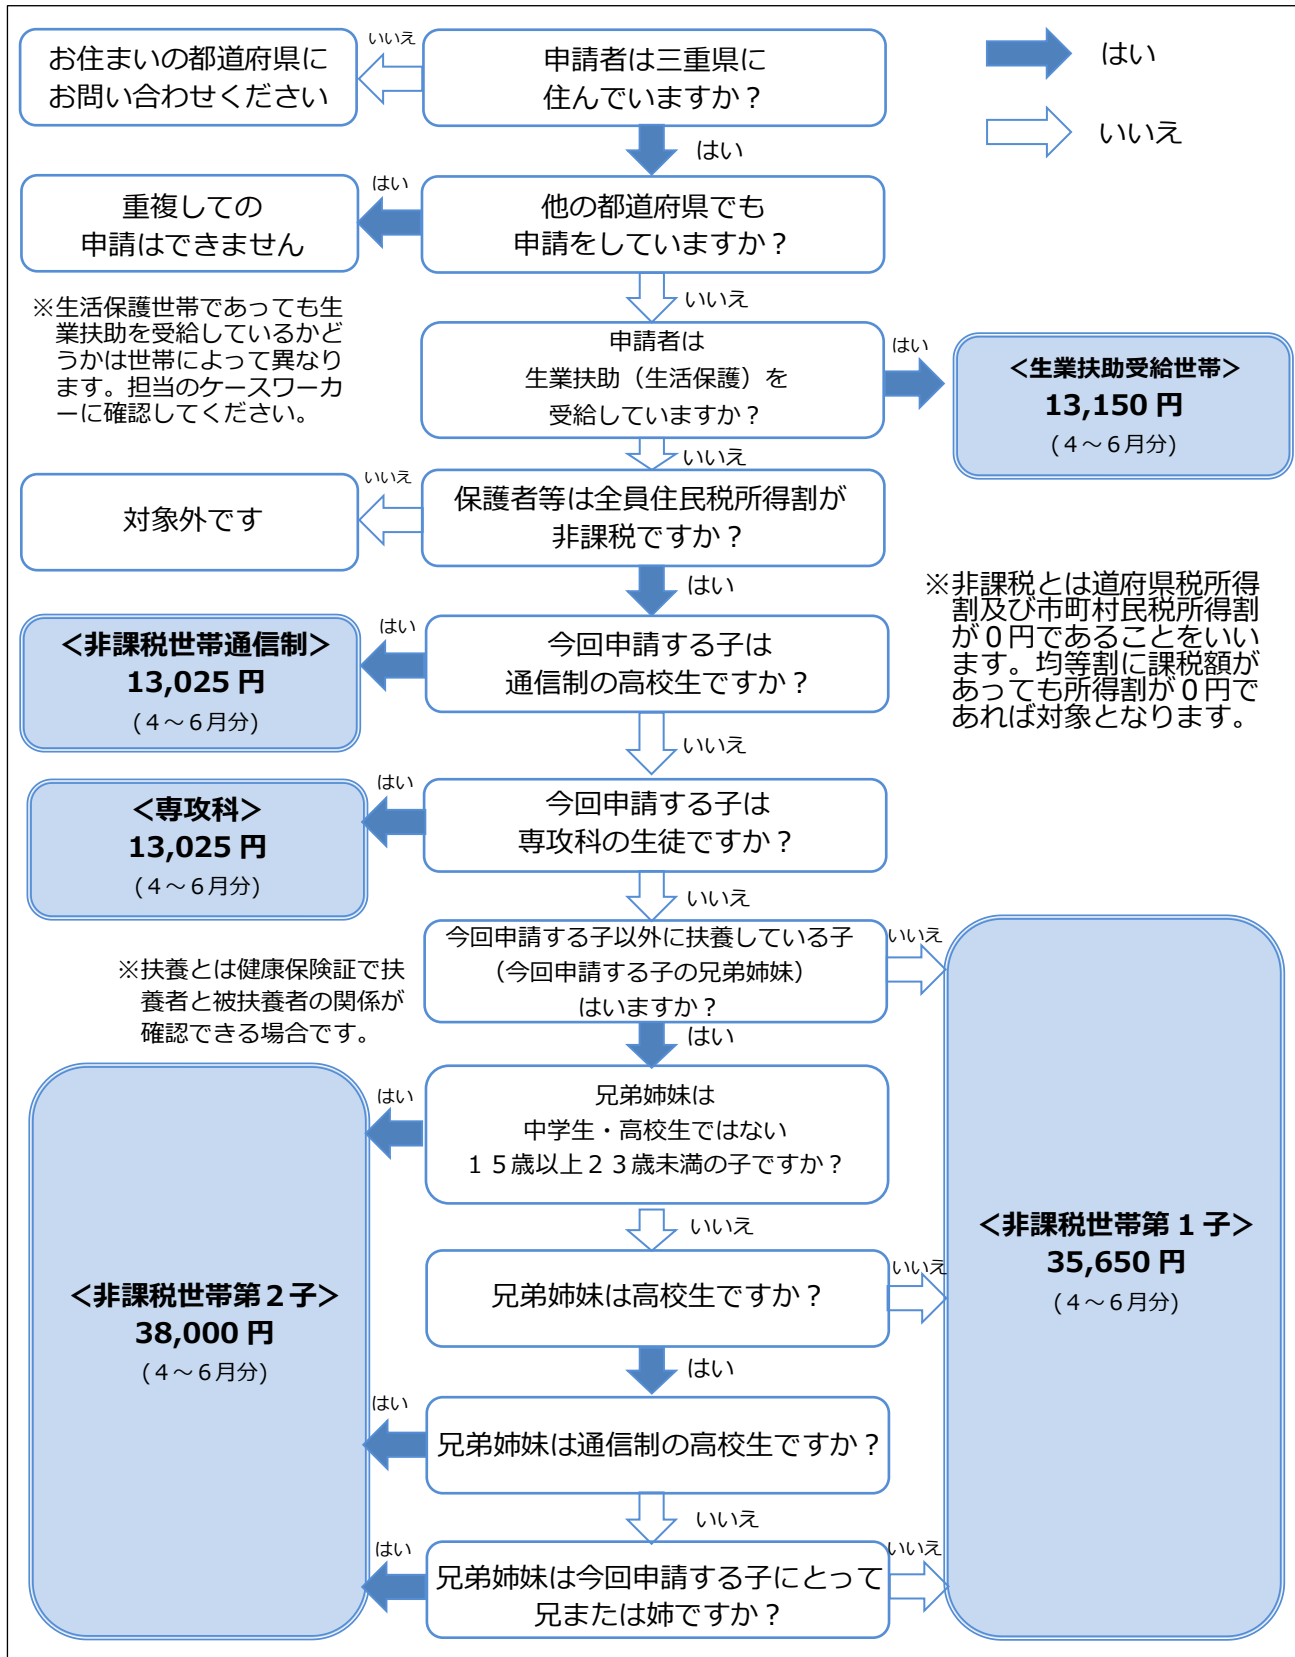 お住まいの都道府県に
お問い合わせください
いいえ
申請者は三重県に
住んでいますか？
はい
いいえ
はい
重複しての
申請はできません
はい
他の都道府県でも
申請をしていますか？
いいえ
※生活保護世帯であっても生
業扶助を受給しているかど
うかは世帯によって異なり
ます。担当のケースワーカ
ーに確認してください。
申請者は
生業扶助（生活保護）を
受給していますか？
はい
＜生業扶助受給世帯＞
13,150 円
(４～６月分)
いいえ
対象外です
いいえ
保護者等は全員住民税所得割が
非課税ですか？
はい
※非課税とは道府県税所得
割及び市町村民税所得割
が０円であることをいい
ます。均等割に課税額が
あっても所得割が０円で
あれば対象となります。
＜非課税世帯通信制＞
13,025 円
(４～６月分)
はい
今回申請する子は
通信制の高校生ですか？
いいえ
＜専攻科＞
13,025 円
(４～６月分)
はい
今回申請する子は
専攻科の生徒ですか？
いいえ
今回申請する子以外に扶養している子
（今回申請する子の兄弟姉妹）
はいますか？
いいえ
※扶養とは健康保険証で扶
養者と被扶養者の関係が
確認できる場合です。
はい
はい
兄弟姉妹は
中学生・高校生ではない
１５歳以上２３歳未満の子ですか？
いいえ
＜非課税世帯第１子＞
35,650 円
(４～６月分)
＜非課税世帯第２子＞
38,000 円
(４～６月分)
兄弟姉妹は高校生ですか？
いいえ
はい
はい
兄弟姉妹は通信制の高校生ですか？
いいえ
はい
兄弟姉妹は今回申請する子にとって
兄または姉ですか？
いいえ